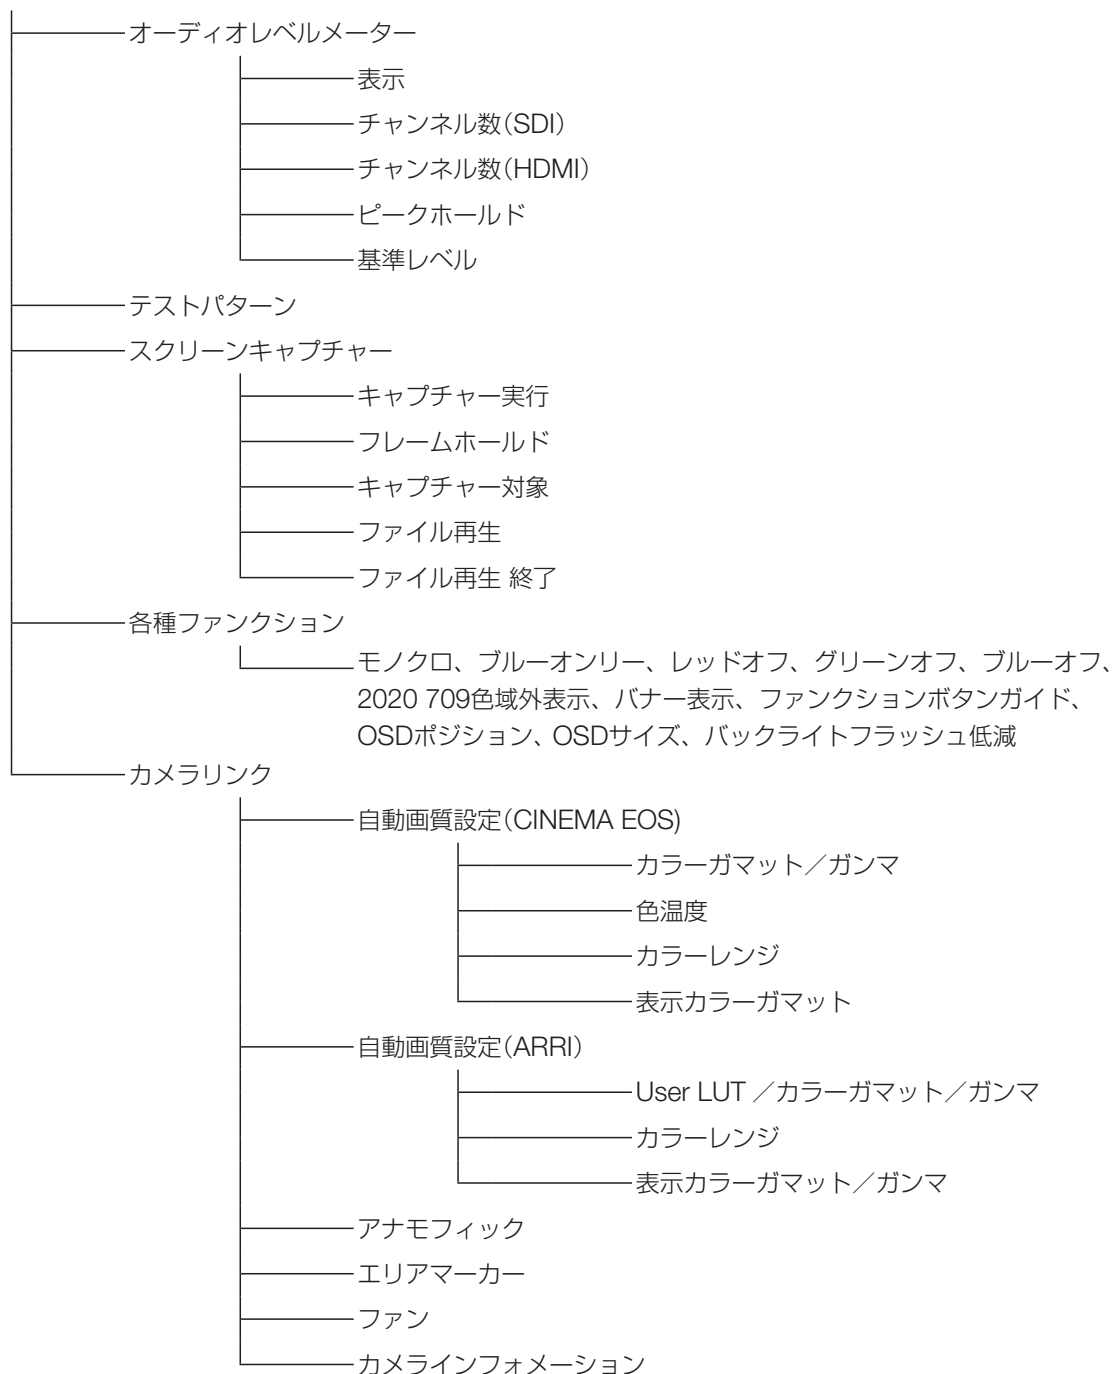 オーディオレベルメーター
表示
チャンネル数(SDI)
チャンネル数(HDMI)
ピークホールド
基準レベル
テストパターン
スクリーンキャプチャー
キャプチャー実行
フレームホールド
キャプチャー対象
ファイル再生
ファイル再生 終了
各種ファンクション
モノクロ、ブルーオンリー、レッドオフ、グリーンオフ、ブルーオフ、
2020 709色域外表示、バナー表示、ファンクションボタンガイド、
OSDポジション、OSDサイズ、バックライトフラッシュ低減
カメラリンク
自動画質設定(CINEMA EOS)
カラーガマット／ガンマ
色温度
カラーレンジ
表示カラーガマット
自動画質設定(ARRI)
User LUT ／カラーガマット／ガンマ
カラーレンジ
表示カラーガマット／ガンマ
アナモフィック
エリアマーカー
ファン
カメラインフォメーション